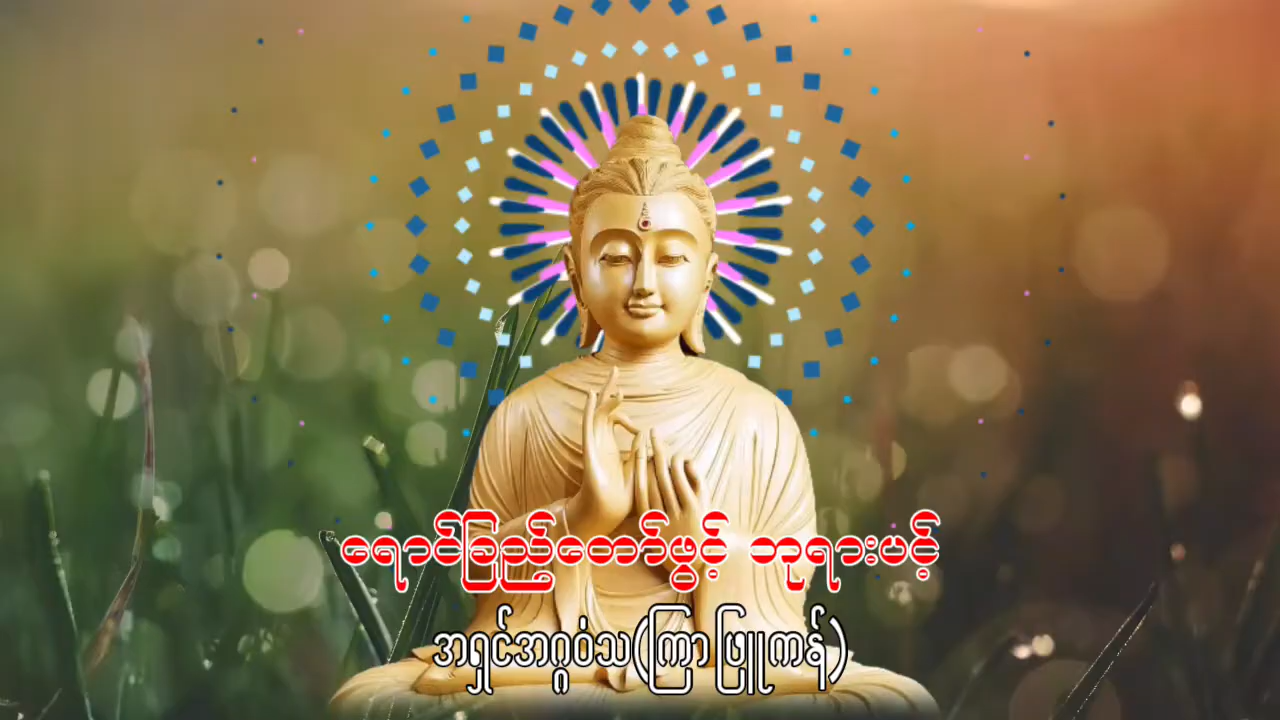 ရောင်ခြည်တော်ဖွင့် ဘုရားပင့်
အရှင်အဂ္ဂဝံသ(ကြာဖြူကန်)